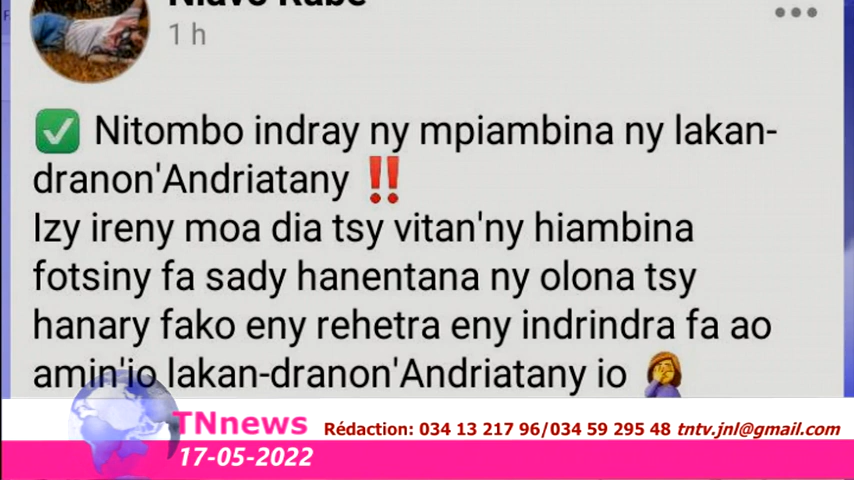 1 h
✅ Nitombo indray ny mpiambina ny lakan-
dranon'Andriatany ‼️
Izy ireny moa dia tsy vitan'ny hiambina
fotsiny fa sady hanentana ny olona tsy
hanary fako eny rehetra eny indrindra fa ao
amin'io lakan-dranon'Andriatany io 🤦‍♀️
TNnews Rédaction: 034 13 217 96/034 59 295 48 tntv.jnl@gmail.com
17-05-2022